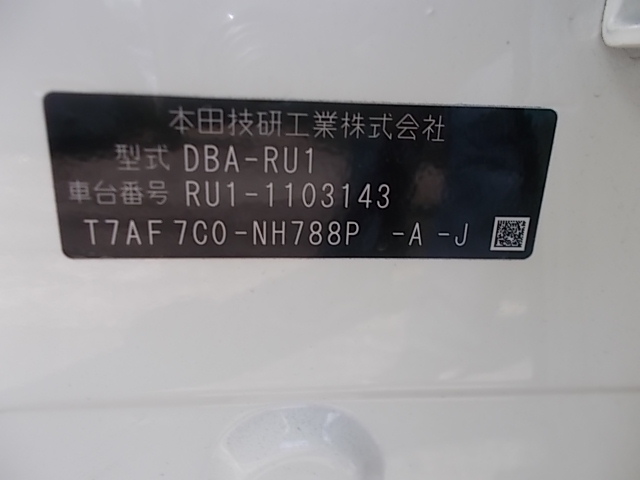 本田技研工業株式会社
型式 DBA-RU1
車台番号 RU1-1103143
T7AF7C0-NH788P -A -J